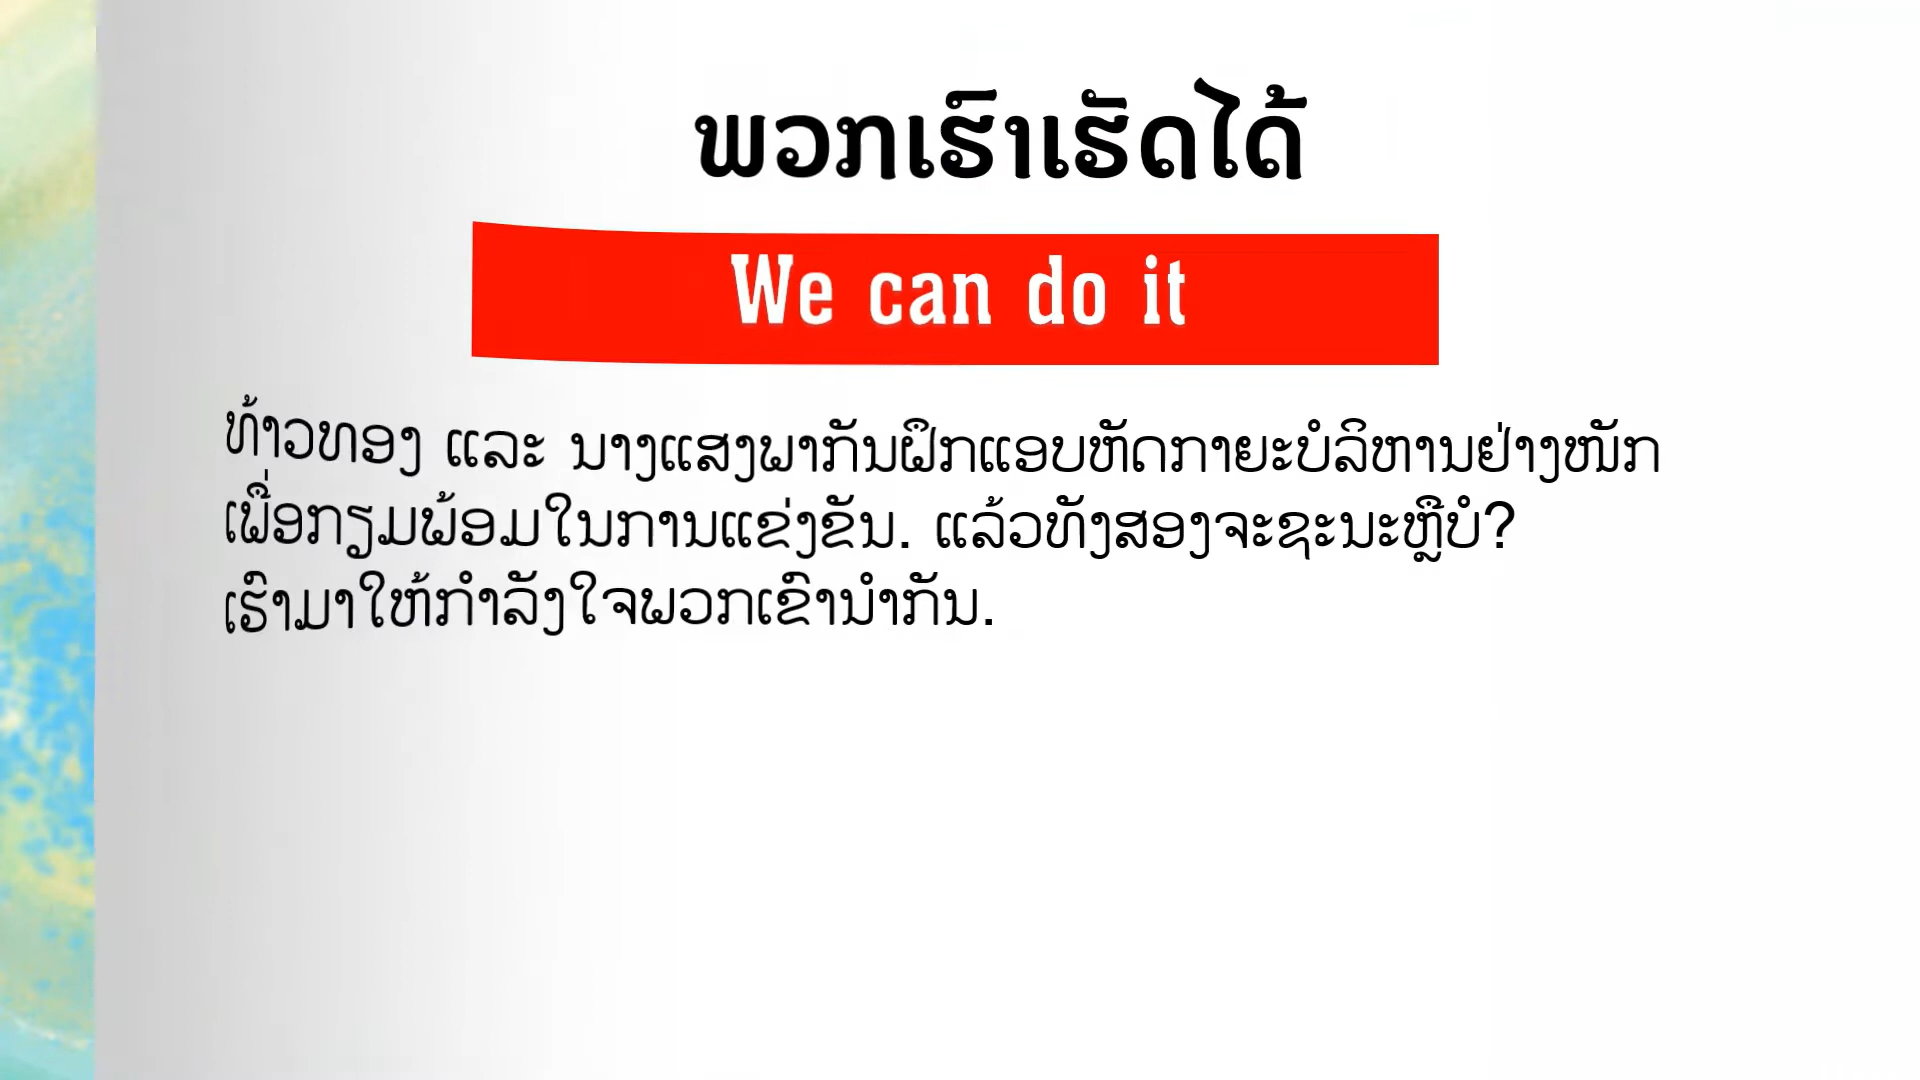 ພວກເຮົາເຮັດໄດ້
We can do it
ທ້າວທອງ ແລະ ນາງແສງພາກັນຝຶກແອບຫັດກາຍະບໍລິຫານຢ່າງໜັກ
ເພື່ອກຽມພ້ອມໃນການແຂ່ງຂັນ. ແລ້ວທັງສອງຈະຊະນະຫຼືບໍ?
ເຮົາມາໃຫ້ກຳລັງໃຈພວກເຂົານຳກັນ.